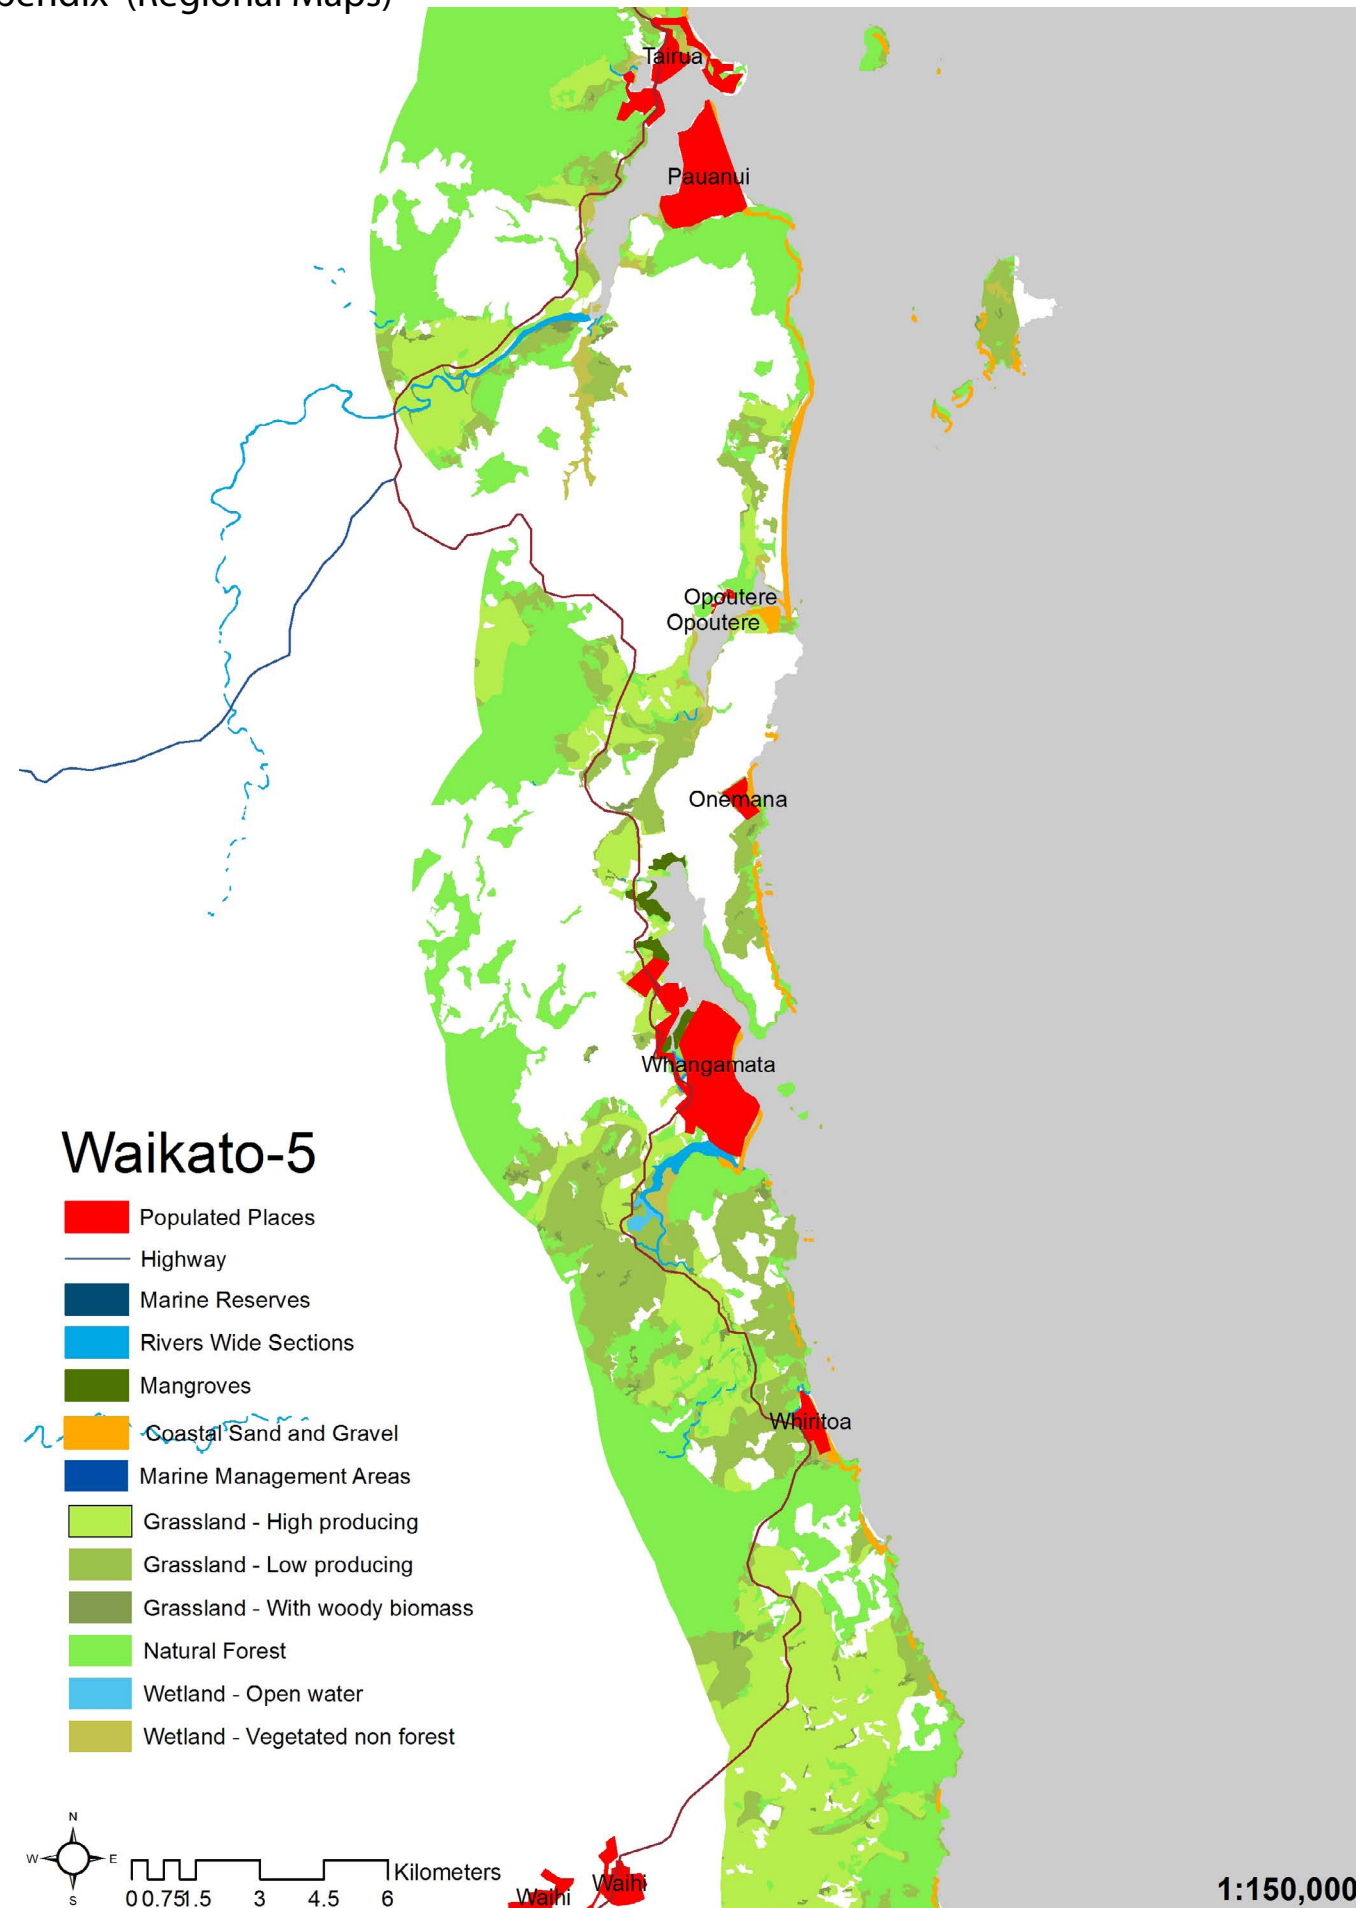 (Regional Maps)
Tairua
Pauanui
Opoutere
Opoutere
Onemana
Whangamata
Waikato-5
Populated Places
Highway
Marine Reserves
Rivers Wide Sections
Mangroves
Coastal Sand and Gravel
Marine Management Areas
Grassland - High producing
Grassland - Low producing
Grassland - With woody biomass
Natural Forest
Wetland - Open water
Wetland - Vegetated non forest
Whiritoa
N
W E
S
Kilometers
0 0.75 1.5 3 4.5 6
Waihi
Waihi
1:150,000